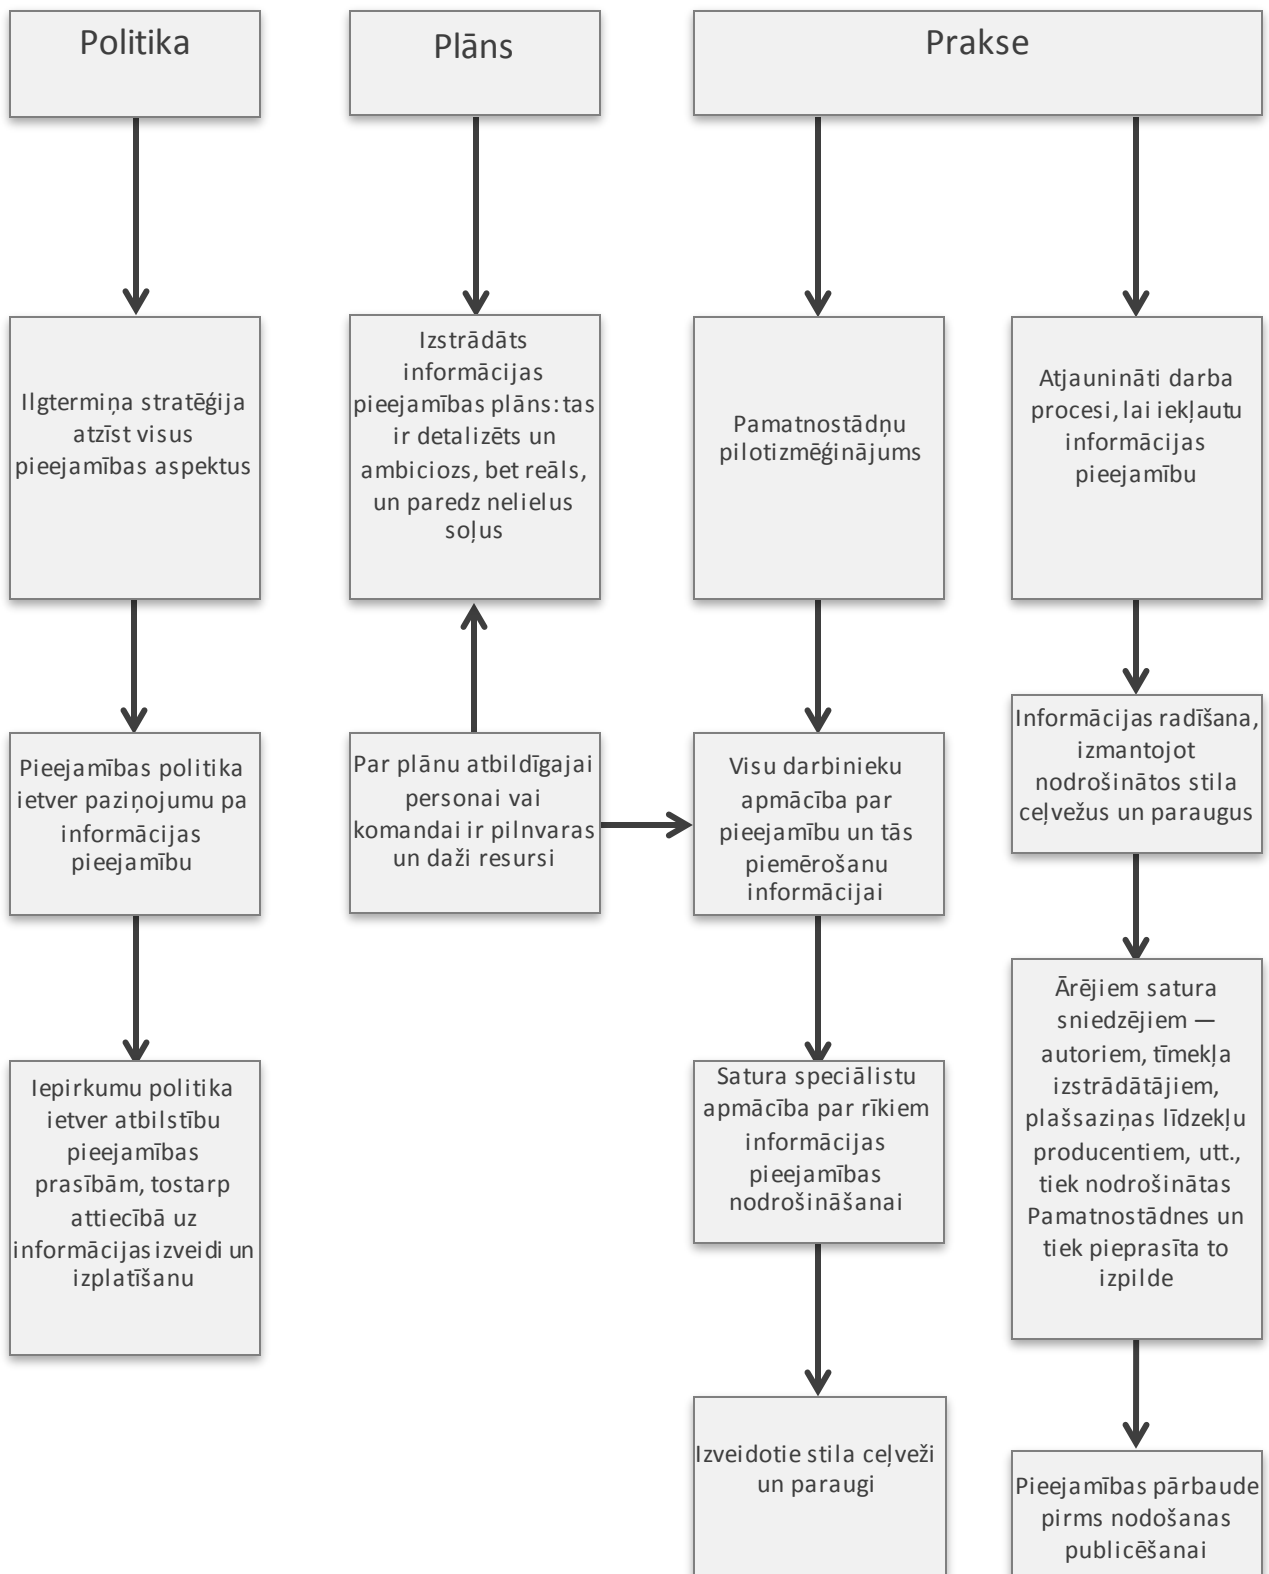 Politika
Plāns
Prakse
Ilgtermiņa stratēģija
atzīst visus
pieejamības aspektus
Pieejamības politika
ietver paziņojumu pa
informācijas
pieejamību
Iepirkumu politika
ietver atbilstību
pieejamības
prasībām, tostarp
attiecībā uz
informācijas izveidi un
izplatīšanu
Izstrādāts
informācijas
pieejamības plāns: tas
ir detalizēts un
ambiciozs, bet reāls,
un paredz nelielus
soļus
Par plānu atbildīgajai
personai vai
komandai ir pilnvaras
un daži resursi
Pamatnostādņu
pilotizmēģinājums
Visu darbinieku
apmācība par
pieejamību un tās
piemērošanu
informācijai
Satura speciālistu
apmācība par rīkiem
informācijas
pieejamības
nodrošināšanai
Izveidotie stila ceļveži
un paraugi
Atjaunināti darba
procesi, lai iekļautu
informācijas
pieejamību
Informācijas radīšana,
izmantojot
nodrošinātos stila
ceļvežus un paraugus
Ārējiem satura
sniedzējiem —
autoriem, tīmekļa
izstrādātājiem,
plašsaziņas līdzekļu
producentiem, utt.,
tiek nodrošinātas
Pamatnostādnes un
tiek pieprasīta to
izpilde
Pieejamības pārbaude
pirms nodošanas
publicēšanai